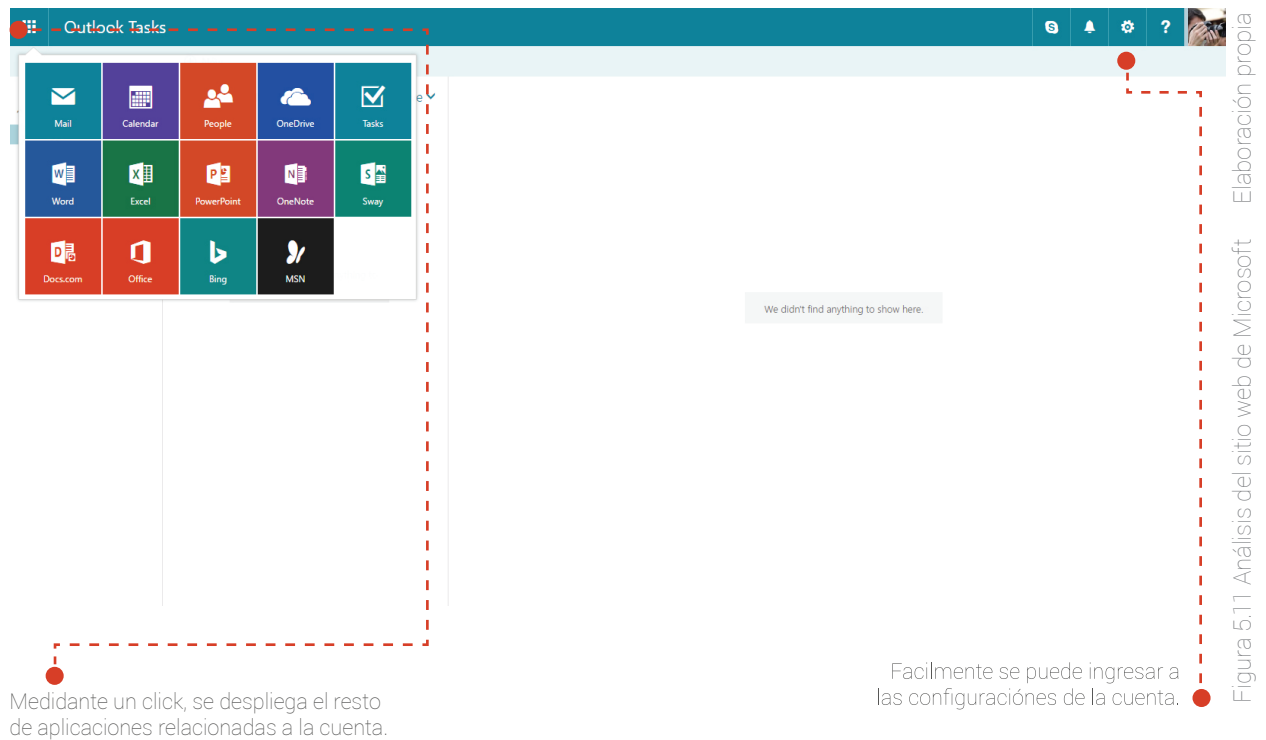 Outlook Tasks
Mail
Calendar
People
OneDrive
Tasks
Word
Excel
PowerPoint
OneNote
Sway
Docs.com
Office
Bing
MSN
We didn't find anything to show here.
Medidante un click, se despliega el resto
de aplicaciones relacionadas a la cuenta.
Facilmente se puede ingresar a
las configuraciónes de la cuenta.
Figura 5.11 Análisis del sitio web de Microsoft Elaboración propia